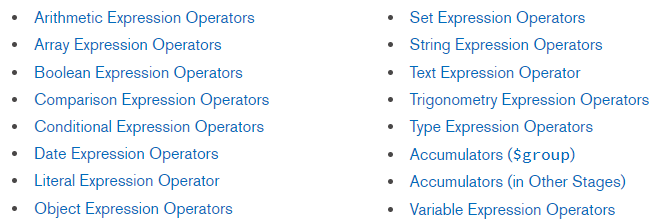 Arithmetic Expression Operators
Array Expression Operators
Boolean Expression Operators
Comparison Expression Operators
Conditional Expression Operators
Date Expression Operators
Literal Expression Operator
Object Expression Operators
Set Expression Operators
String Expression Operators
Text Expression Operator
Trigonometry Expression Operators
Type Expression Operators
Accumulators ($group)
Accumulators (in Other Stages)
Variable Expression Operators